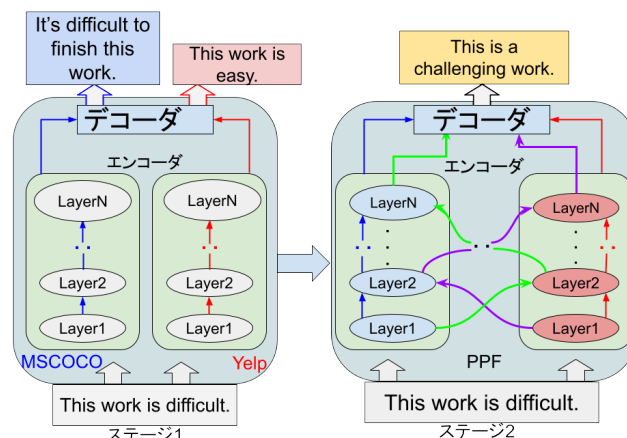 It's difficult to
finish this
work.
This work is
easy.
デコーダ
エンコーダ
LayerN
LayerN
Layer2
Layer2
Layer1
Layer1
MSCOCO
Yelp
This work is difficult.
ステージ1
This is a
challenging work.
デコーダ
エンコーダ
LayerN
LayerN
Layer2
Layer2
Layer1
Layer1
PPF
This work is difficult.
ステージ2